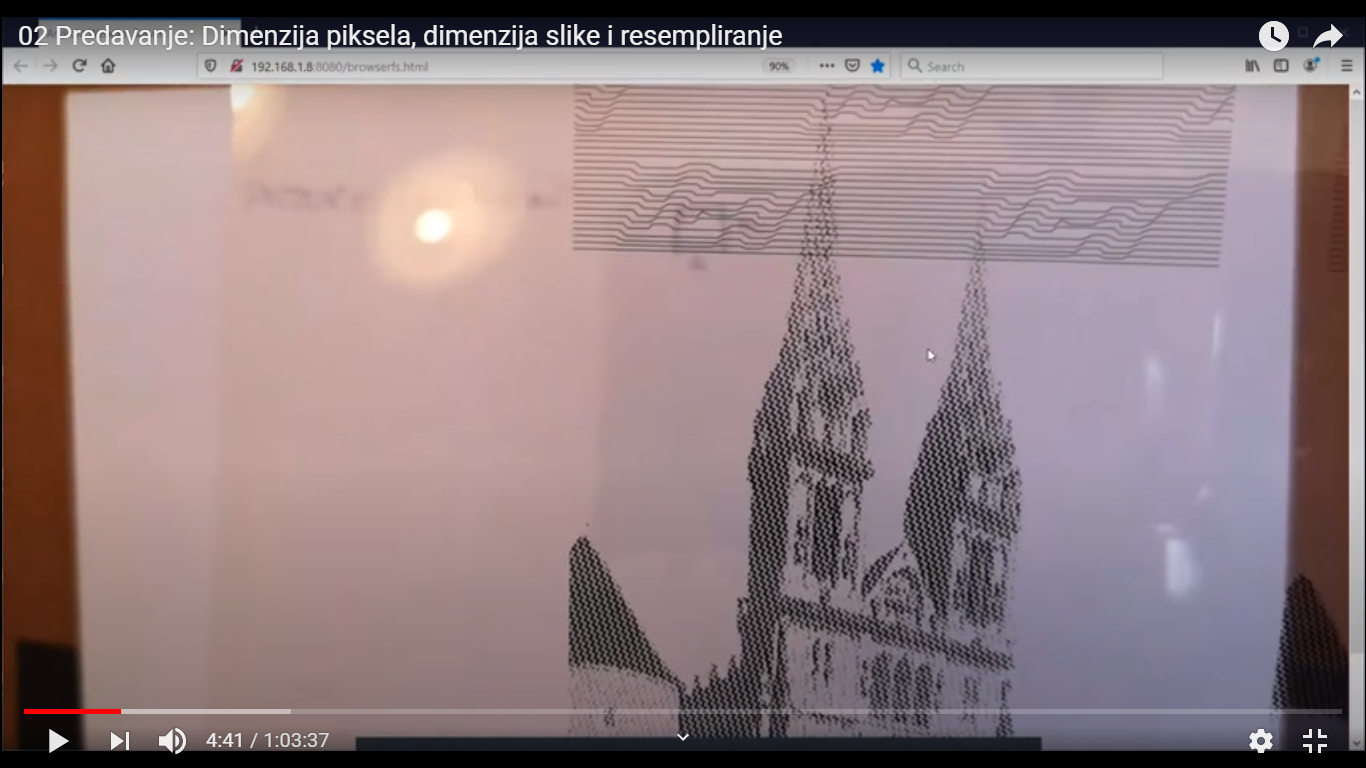 02 Predavanje: Dimenzija piksela, dimenzija slike i resempliranje
192.168.1.8:8080/browserfs.html
90%
Search
4:41 / 1:03:37